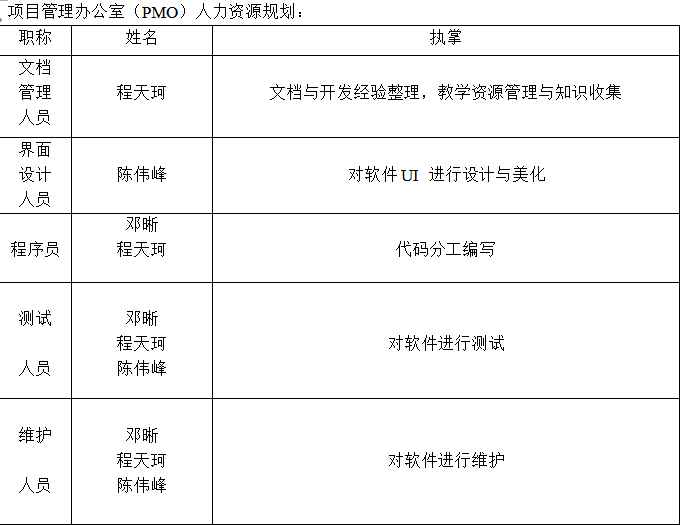 项目管理办公室（PMO）人力资源规划：
职称 姓名 执掌
文档
管理
人员
程天珂
文档与开发经验整理，教学资源管理与知识收集
界面
设计
人员
陈伟峰
对软件UI 进行设计与美化
程序员
邓晰
程天珂
代码分工编写
测试
人员
邓晰
程天珂
陈伟峰
对软件进行测试
维护
人员
邓晰
程天珂
陈伟峰
对软件进行维护